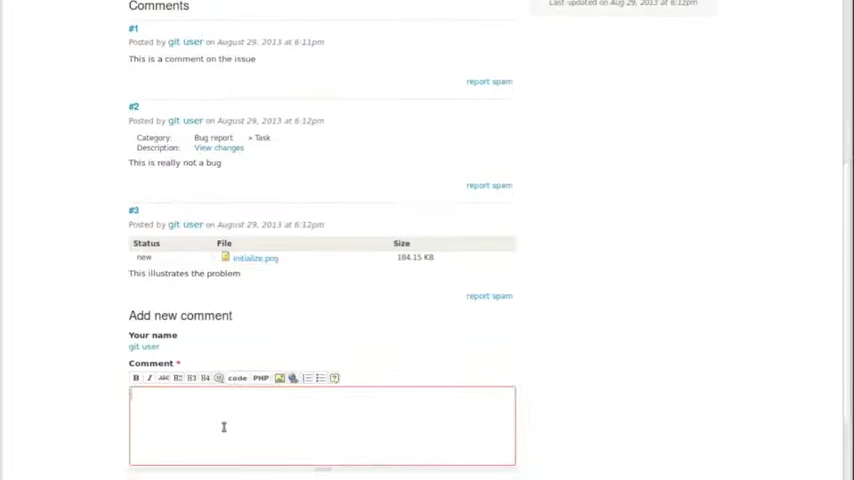 Comments
Last updated on Aug 29, 2013 at 6:12pm
#1
Posted by git user on August 29, 2013 at 6:11pm
This is a comment on the issue
report spam
#2
Posted by git user on August 29, 2013 at 6:12pm
Category: Bug report » Task
Description: View changes
This is really not a bug
report spam
#3
Posted by git user on August 29, 2013 at 6:12pm
Status File Size
new initialize.png 184.15 KB
This illustrates the problem
report spam
Add new comment
Your name
git user
Comment *
B I ABC H2 H3 H4 code PHP